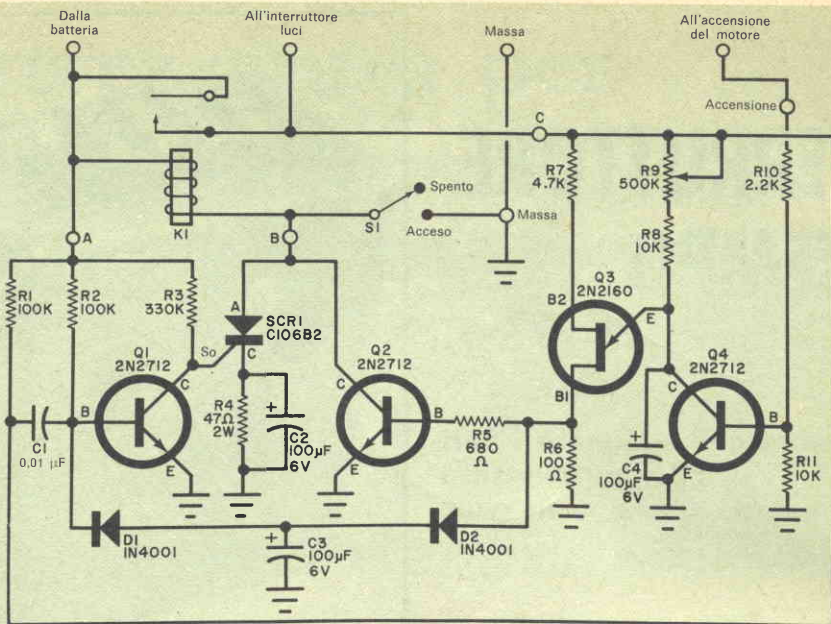 Dalla
batteria
All'interruttore
luci
Massa
All'accensione
del motore
Accensione
C
R7
4.7K
R9
500K
R10
2.2K
Spento
S1
Acceso
Massa
K1
A
B
R8
10K
R1
100K
R2
100K
R3
330K
A
SCR1
C106B2
So
C
Q1
2N2712
C
B
E
Q2
2N2712
C
B
E
Q3
2N2160
B2
E
B1
Q4
2N2712
C
B
E
R4
47Ω
2W
+
C2
100µF
6V
R5
680
Ω
R6
100
Ω
+
C4
100µF
6V
R11
10K
C1
0,01 µF
D1
1N4001
+
C3
100µF
6V
D2
1N4001